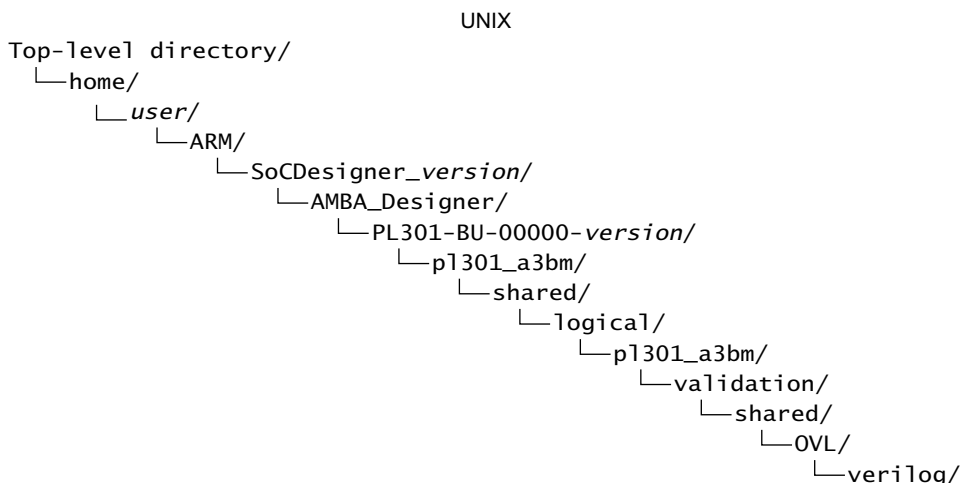 UNIX
Top-level directory/
home/
user/
ARM/
SoCDesigner_version/
AMBA_Designer/
PL301-BU-00000-version/
pl301_a3bm/
shared/
logical/
pl301_a3bm/
validation/
shared/
OVL/
verilog/